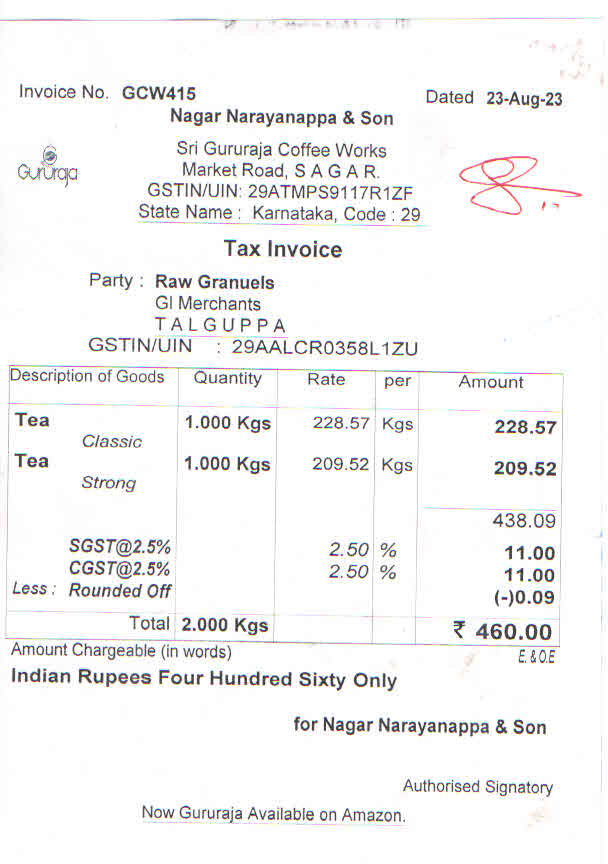 Invoice No. GCW415 Dated 23-Aug-23
Nagar Narayanappa & Son
Gururaja
Sri Gururaja Coffee Works
Market Road, S A G A R.
GSTIN/UIN: 29ATMPS9117R1ZF
State Name : Karnataka, Code : 29
Tax Invoice
Party : Raw Granuels
GI Merchants
T A L G U P P A
GSTIN/UIN : 29AALCR0358L1ZU
Description of Goods Quantity Rate per Amount
Tea 1.000 Kgs 228.57 Kgs 228.57
Classic
Tea 1.000 Kgs 209.52 Kgs 209.52
Strong
438.09
SGST@2.5% 2.50 % 11.00
CGST@2.5% 2.50 % 11.00
Less : Rounded Off (-)0.09
Total 2.000 Kgs ₹ 460.00
Amount Chargeable (in words) E. & O.E
Indian Rupees Four Hundred Sixty Only
for Nagar Narayanappa & Son
Authorised Signatory
Now Gururaja Available on Amazon.